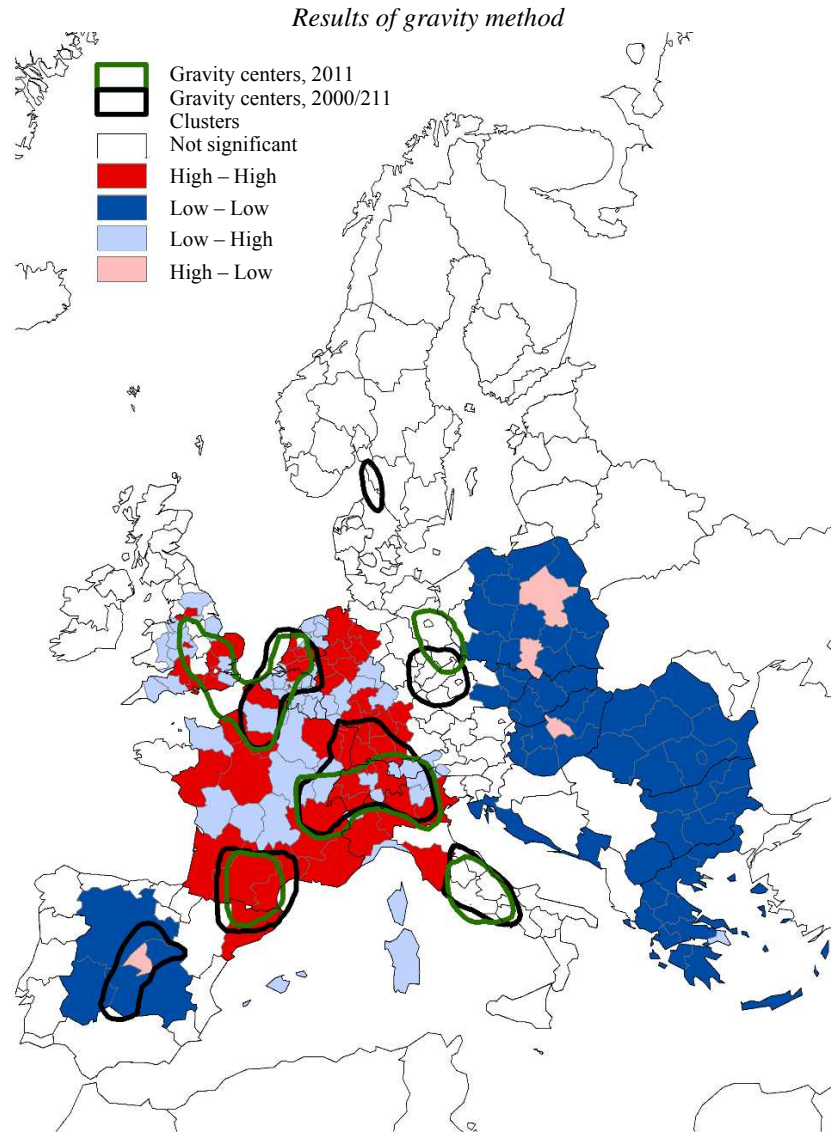 Results of gravity method
Gravity centers, 2011
Gravity centers, 2000/211
Clusters
Not significant
High – High
Low – Low
Low – High
High – Low